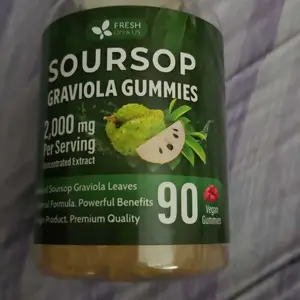 FRESH
SOURSOP
GRAVIOLA GUMMIES
2,000 mg
Per Serving
Extract
Soursop Graviola Leaves
Formula. Powerful Benefits
Product. Premium Quality
90
Vegan
Gummies